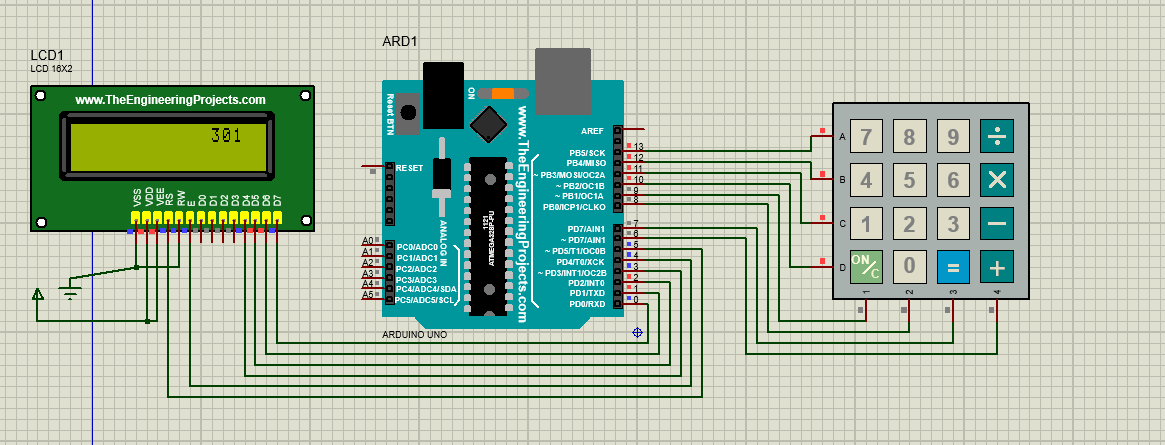 LCD1
LCD 16X2
www.TheEngineeringProjects.com
301
VSS
VDD
VEE
RS
RW
E
D0
D1
D2
D3
D4
D5
D6
D7
ARD1
Reset BTN
ON
www.TheEngineeringProjects.com
1121
ATMEGA328P-PU
ANALOG IN
RESET
A0 PC0/ADC0
A1 PC1/ADC1
A2 PC2/ADC2
A3 PC3/ADC3
A4 PC4/ADC4/SDA
A5 PC5/ADC5/SCL
AREF
PB5/SCK 13
PB4/MISO 12
~ PB3/MOSI/OC2A 11
~ PB2/OC1B 10
~ PB1/OC1A 9
PB0/ICP1/CLKO 8
PD7/AIN1 7
~ PD7/AIN1 6
~ PD5/T1/OC0B 5
PD4/T0/XCK 4
~ PD3/INT1/OC2B 3
PD2/INT0 2
PD1/TXD 1
PD0/RXD 0
ARDUINO UNO
A 7 8 9 ÷
B 4 5 6 ×
C 1 2 3 −
D ON/C 0 = +
1 2 3 4